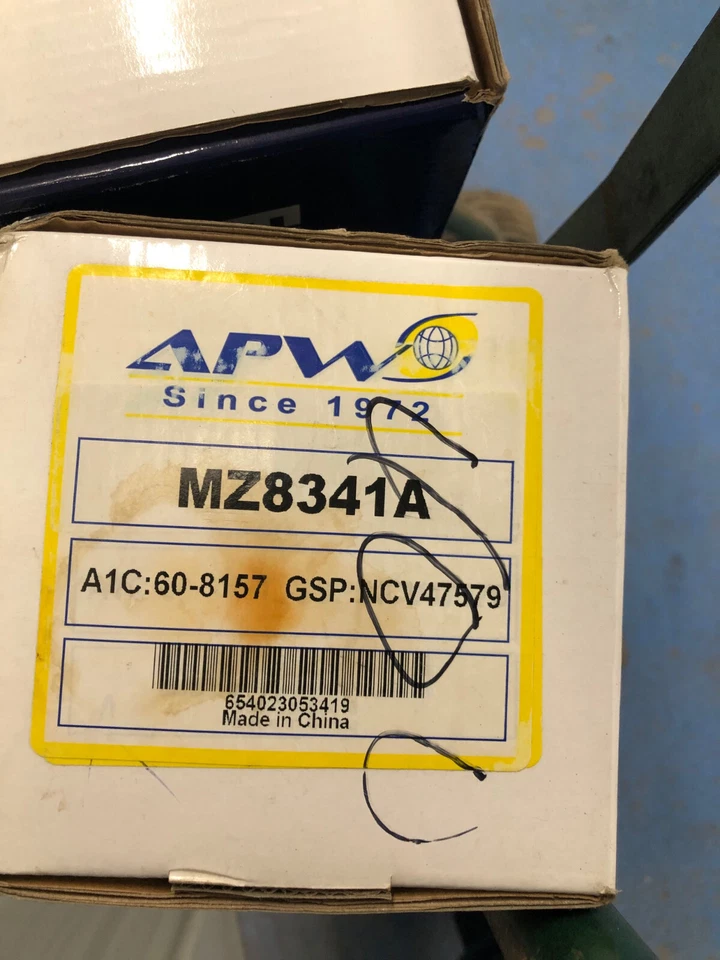 APW
Since 1972
MZ8341A
A1C:60-8157 GSP:NCV47579
654023053419
Made in China